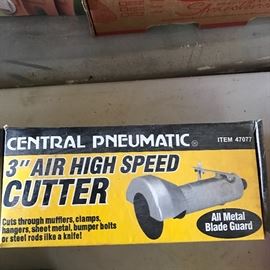 CENTRAL PNEUMATIC®
ITEM 47077
3" AIR HIGH SPEED
CUTTER
Cuts through mufflers, clamps,
hangers, sheet metal, bumper bolts
or steel rods like a knife!
All Metal
Blade Guard